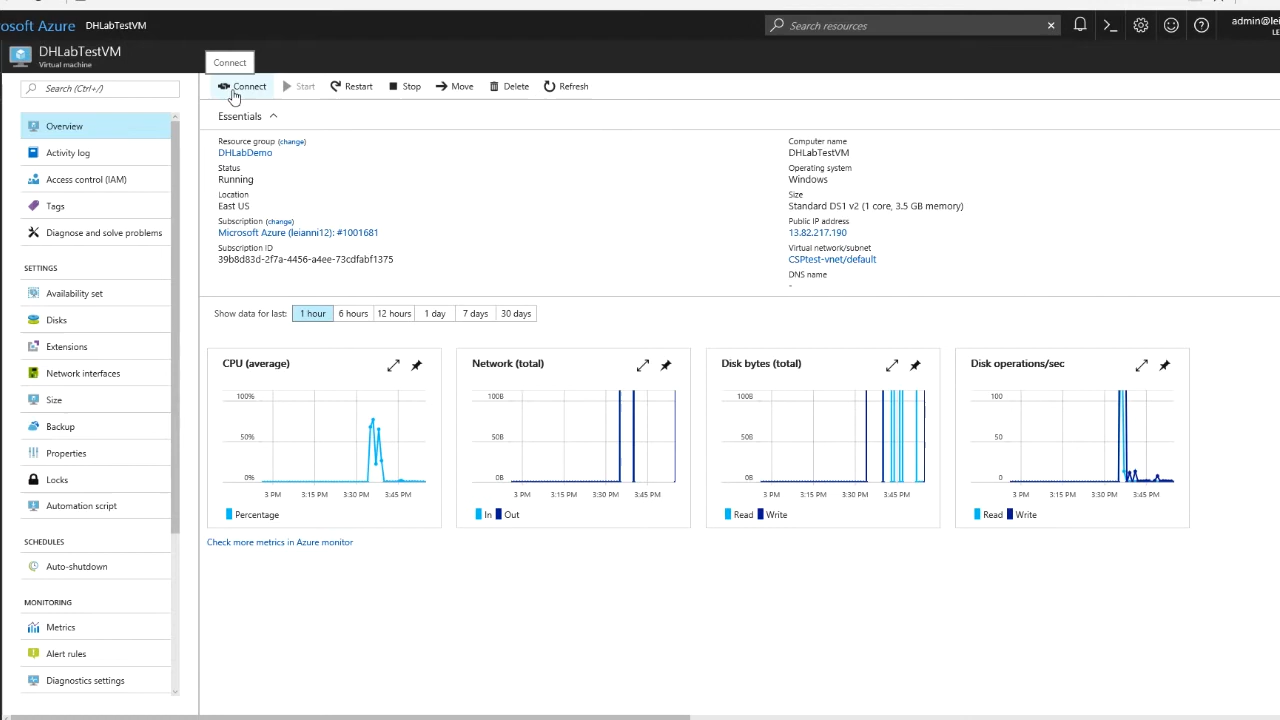 osoft Azure DHLabTestVM
Search resources
admin@lei
LE
DHLabTestVM
Virtual machine
Connect
Search (Ctrl+/)
Connect Start Restart Stop Move Delete Refresh
Essentials
Overview
Activity log
Access control (IAM)
Tags
Diagnose and solve problems
SETTINGS
Availability set
Disks
Extensions
Network interfaces
Size
Backup
Properties
Locks
Automation script
SCHEDULES
Auto-shutdown
MONITORING
Metrics
Alert rules
Diagnostics settings
Resource group (change)
DHLabDemo
Status
Running
Location
East US
Subscription (change)
Microsoft Azure (leianni12): #1001681
Subscription ID
39b8d83d-2f7a-4456-a4ee-73cdfabf1375
Computer name
DHLabTestVM
Operating system
Windows
Size
Standard DS1 v2 (1 core, 3.5 GB memory)
Public IP address
13.82.217.190
Virtual network/subnet
CSPtest-vnet/default
DNS name
-
Show data for last: 1 hour 6 hours 12 hours 1 day 7 days 30 days
CPU (average)
100%
50%
0%
3 PM 3:15 PM 3:30 PM 3:45 PM
Percentage
Network (total)
100B
50B
0B
3 PM 3:15 PM 3:30 PM 3:45 PM
In Out
Disk bytes (total)
100B
50B
0B
3 PM 3:15 PM 3:30 PM 3:45 PM
Read Write
Disk operations/sec
100
50
0
3 PM 3:15 PM 3:30 PM 3:45 PM
Read Write
Check more metrics in Azure monitor